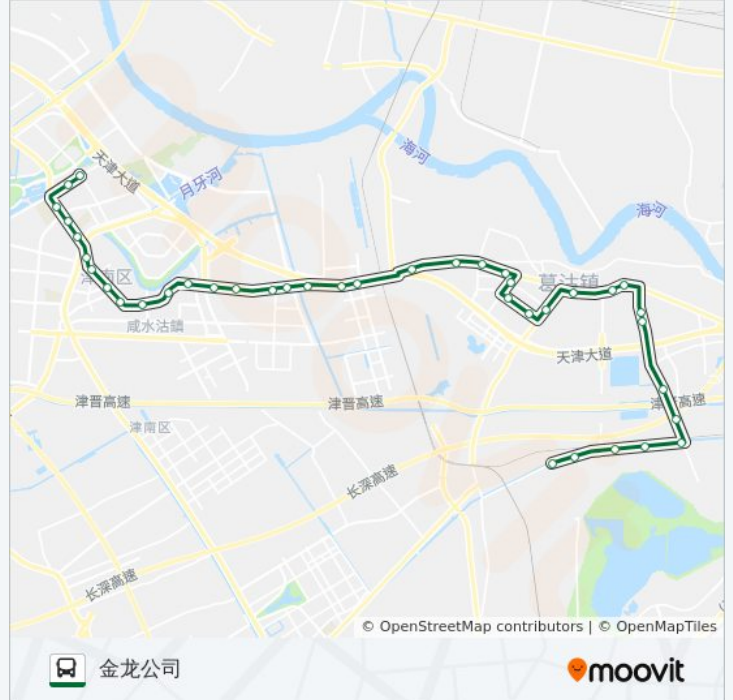 天津大道
月牙河
海河
海河
津南区
葛沽镇
咸水沽鎮
天津大道
津晋高速
津晋高速
津晋高速
津南区
长深高速
长深高速
© OpenStreetMap contributors | © OpenMapTiles
金龙公司
moovit